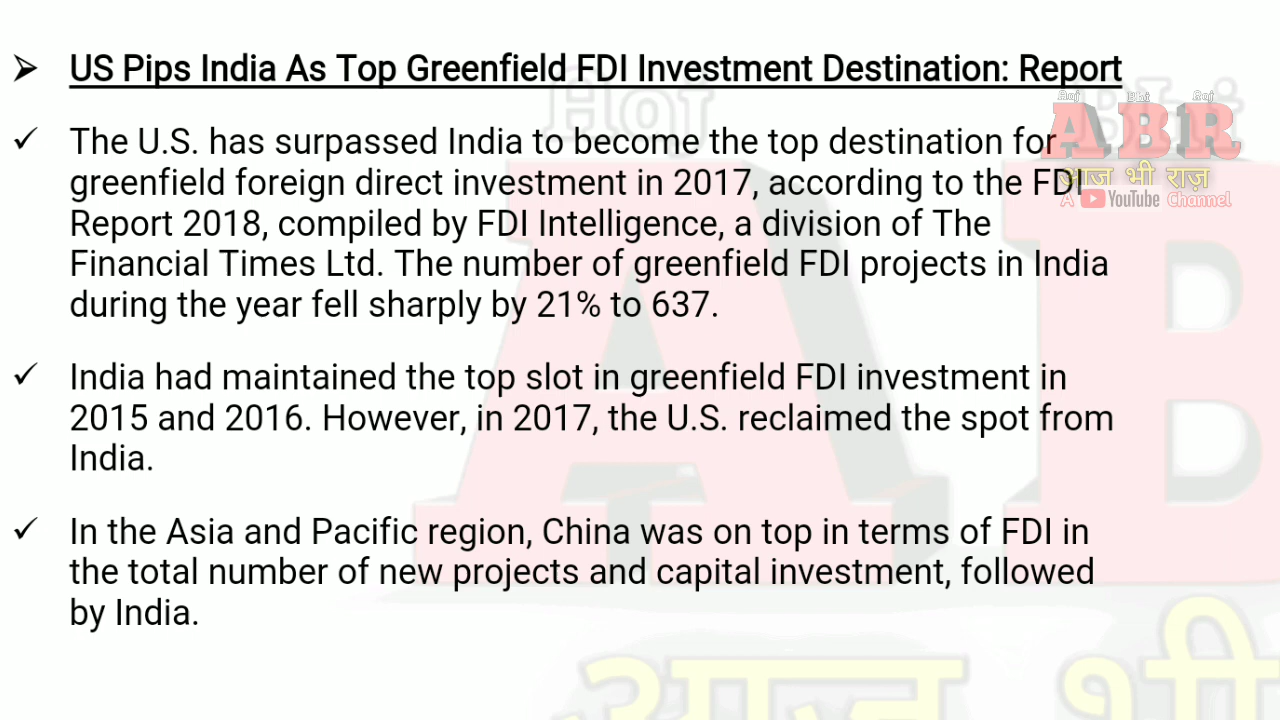 US Pips India As Top Greenfield FDI Investment Destination: Report
The U.S. has surpassed India to become the top destination for
greenfield foreign direct investment in 2017, according to the FDI
Report 2018, compiled by FDI Intelligence, a division of The
Financial Times Ltd. The number of greenfield FDI projects in India
during the year fell sharply by 21% to 637.
India had maintained the top slot in greenfield FDI investment in
2015 and 2016. However, in 2017, the U.S. reclaimed the spot from
India.
In the Asia and Pacific region, China was on top in terms of FDI in
the total number of new projects and capital investment, followed
by India.
Aaj Bhi Raj
ABR
आज भी राज़
A YouTube Channel
A B
आज भी